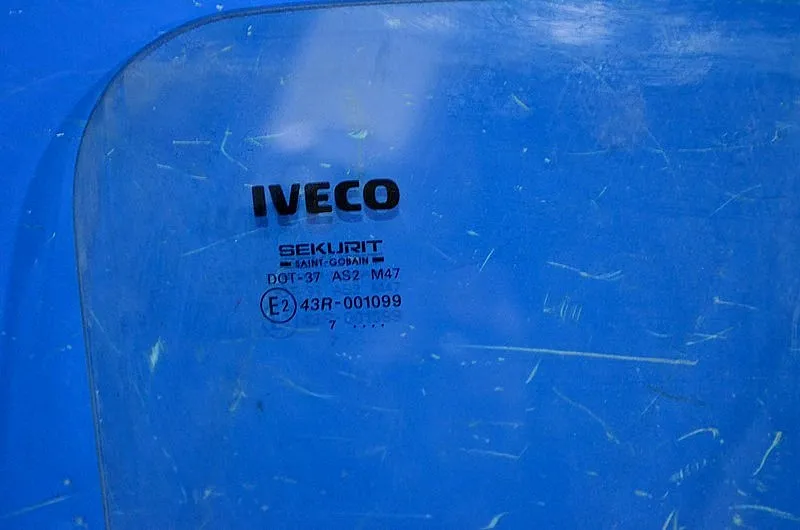 IVECO
SEKURIT
SAINT-GOBAIN
DOT-37 AS2 M47
E2 43R-001099
7 ....